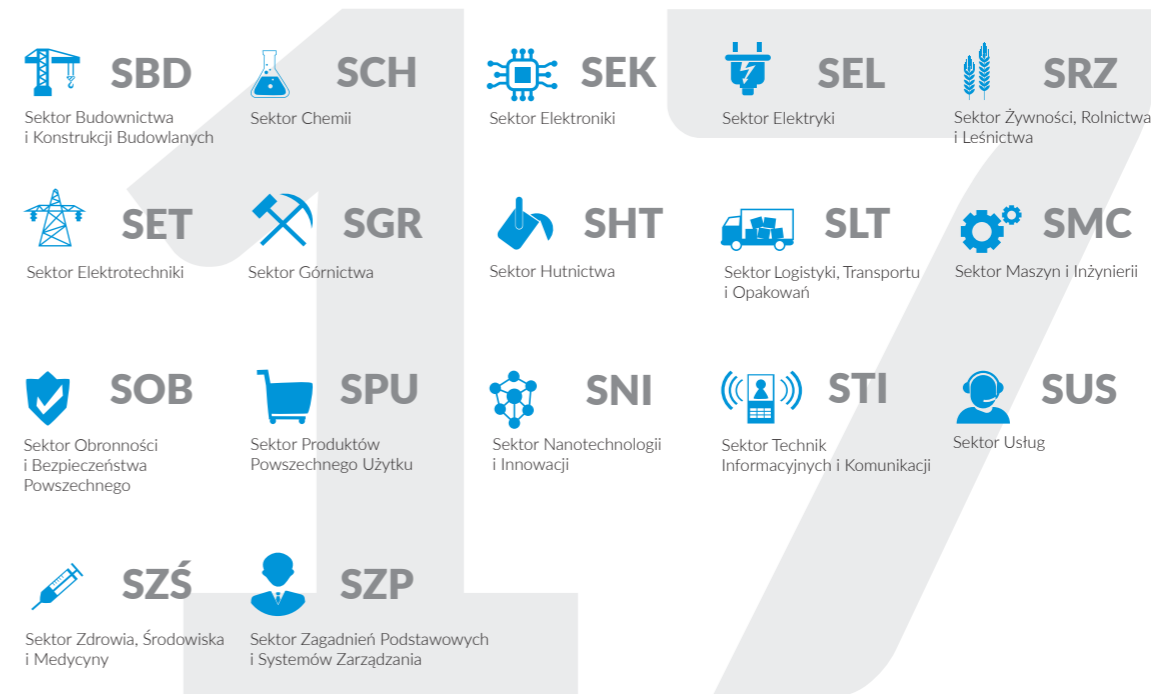 17
SBD
Sektor Budownictwa
i Konstrukcji Budowlanych
SCH
Sektor Chemii
SEK
Sektor Elektroniki
SEL
Sektor Elektryki
SRZ
Sektor Żywności, Rolnictwa
i Leśnictwa
SET
Sektor Elektrotechniki
SGR
Sektor Górnictwa
SHT
Sektor Hutnictwa
SLT
Sektor Logistyki, Transportu
i Opakowań
SMC
Sektor Maszyn i Inżynierii
SOB
Sektor Obronności
i Bezpieczeństwa
Powszechnego
SPU
Sektor Produktów
Powszechnego Użytku
SNI
Sektor Nanotechnologii
i Innowacji
STI
Sektor Technik
Informacyjnych i Komunikacji
SUS
Sektor Usług
SZŚ
Sektor Zdrowia, Środowiska
i Medycyny
SZP
Sektor Zagadnień Podstawowych
i Systemów Zarządzania